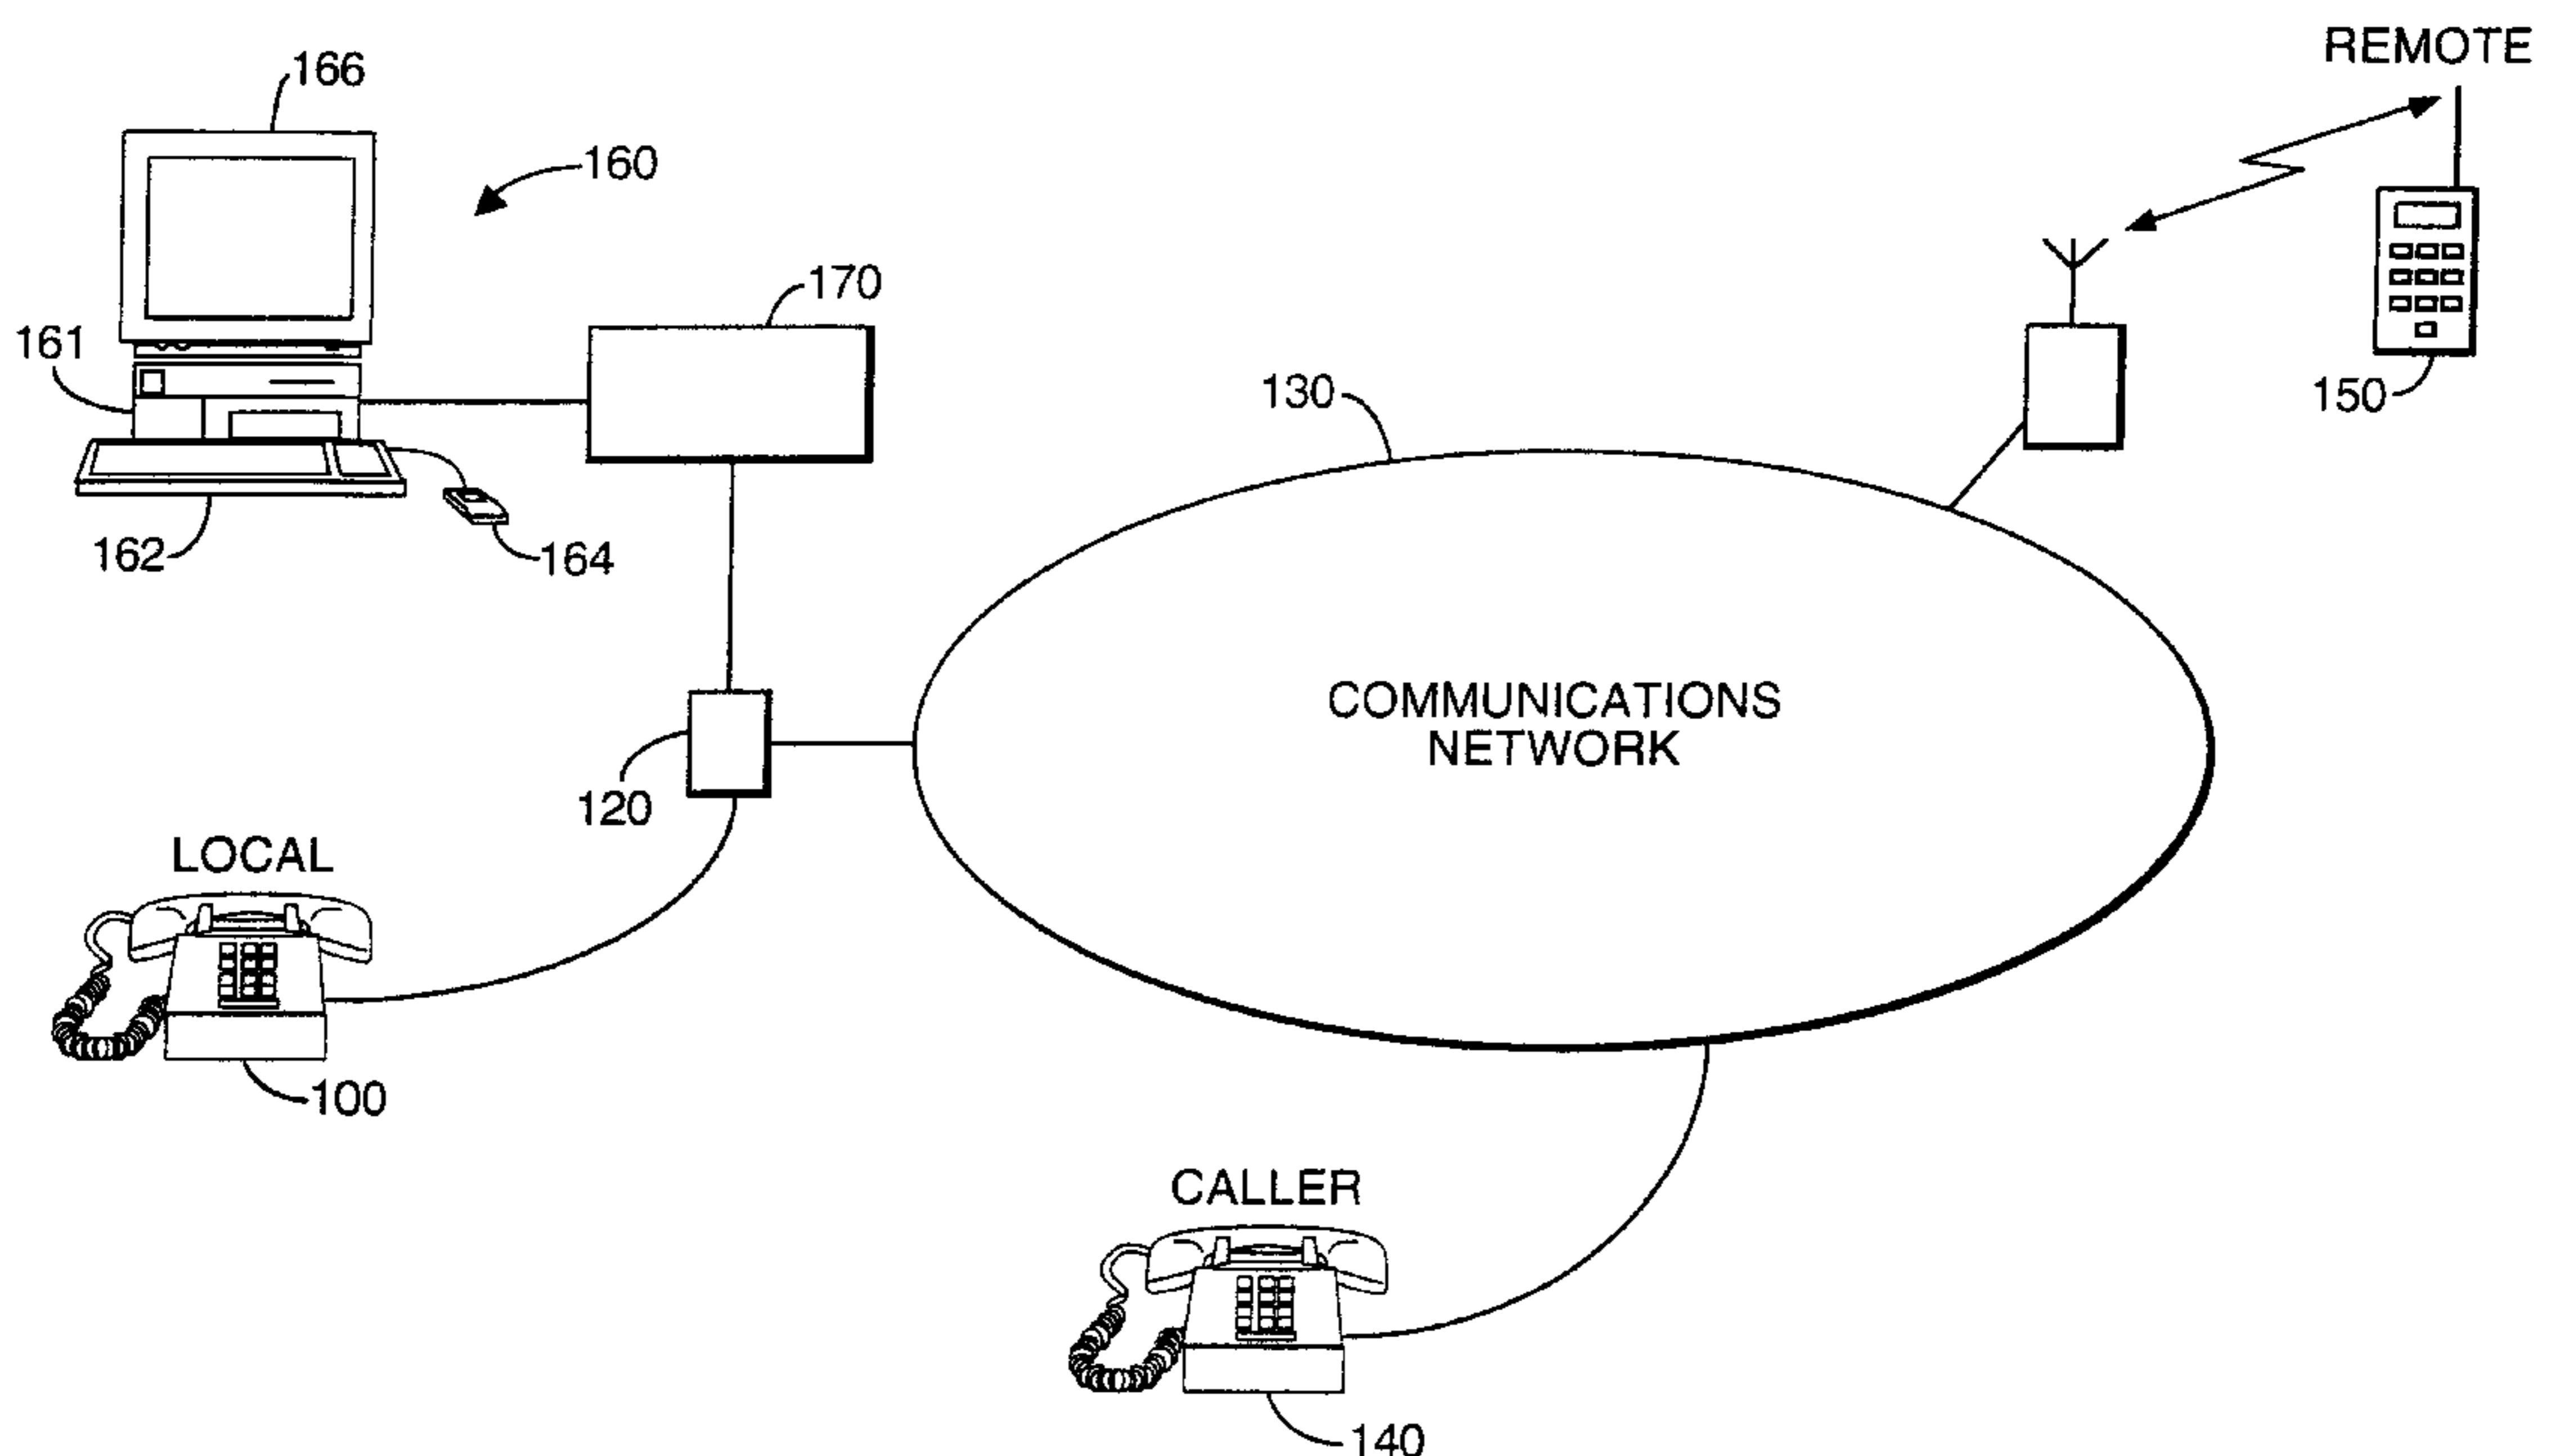 REMOTE
166
160
170
161
130
150
162
164
COMMUNICATIONS
NETWORK
120
LOCAL
100
CALLER
140